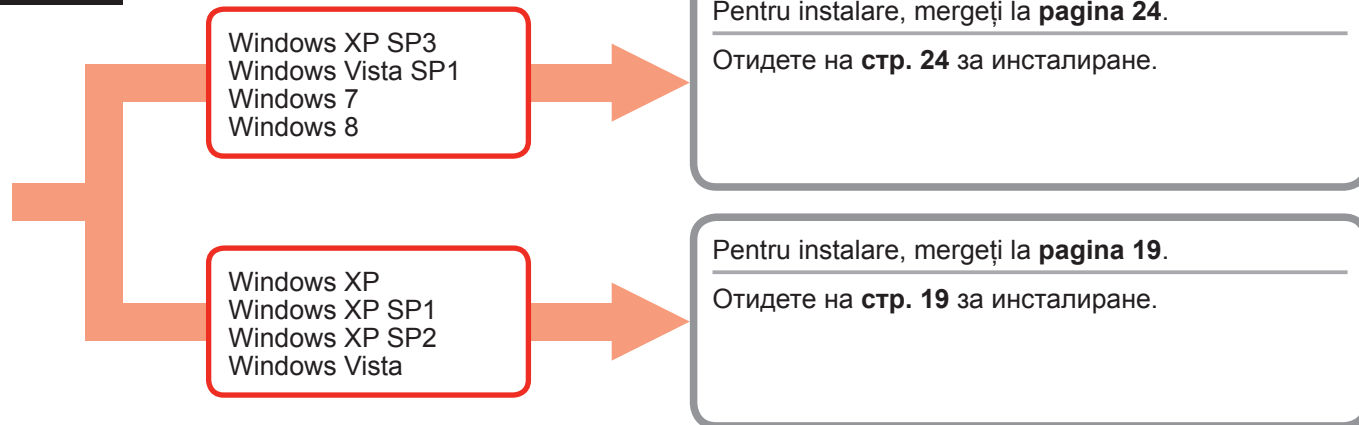 Windows XP SP3
Windows Vista SP1
Windows 7
Windows 8
Pentru instalare, mergeți la pagina 24.
Отидете на стр. 24 за инсталиране.
Windows XP
Windows XP SP1
Windows XP SP2
Windows Vista
Pentru instalare, mergeți la pagina 19.
Отидете на стр. 19 за инсталиране.